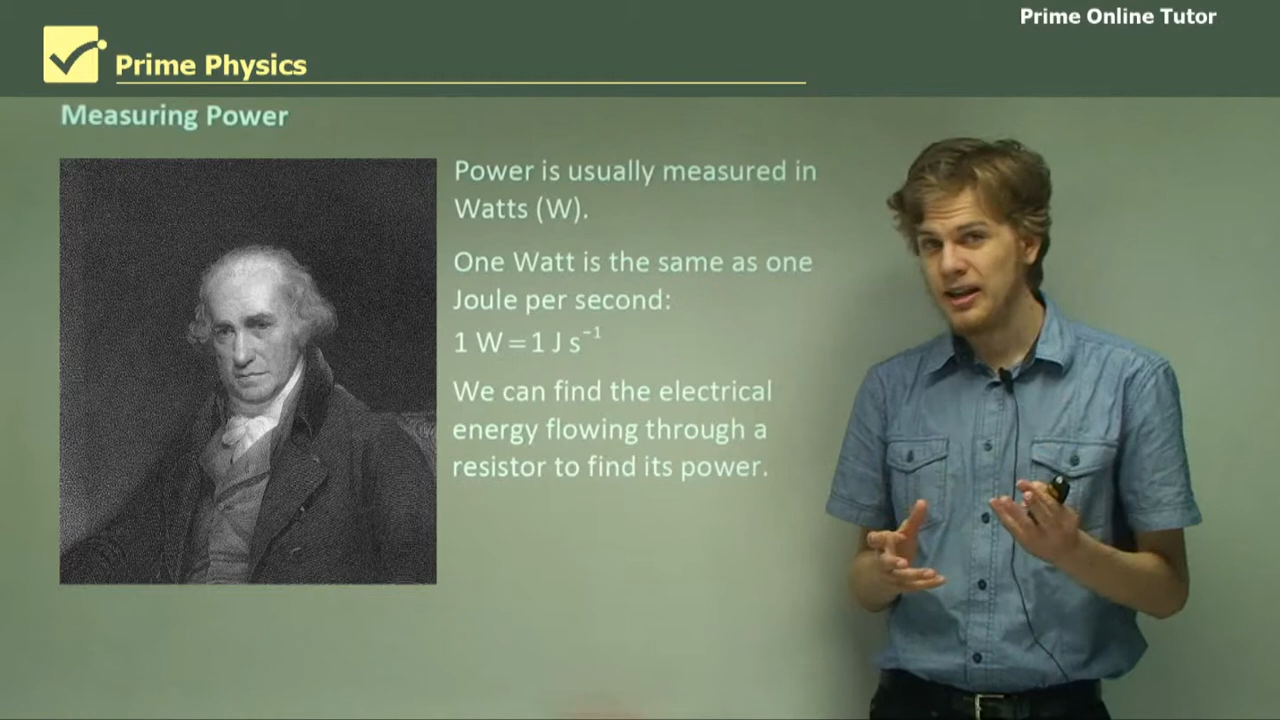 Prime Online Tutor
Prime Physics
Measuring Power
Power is usually measured in
Watts (W).
One Watt is the same as one
Joule per second:
1 W = 1 J s⁻¹
We can find the electrical
energy flowing through a
resistor to find its power.